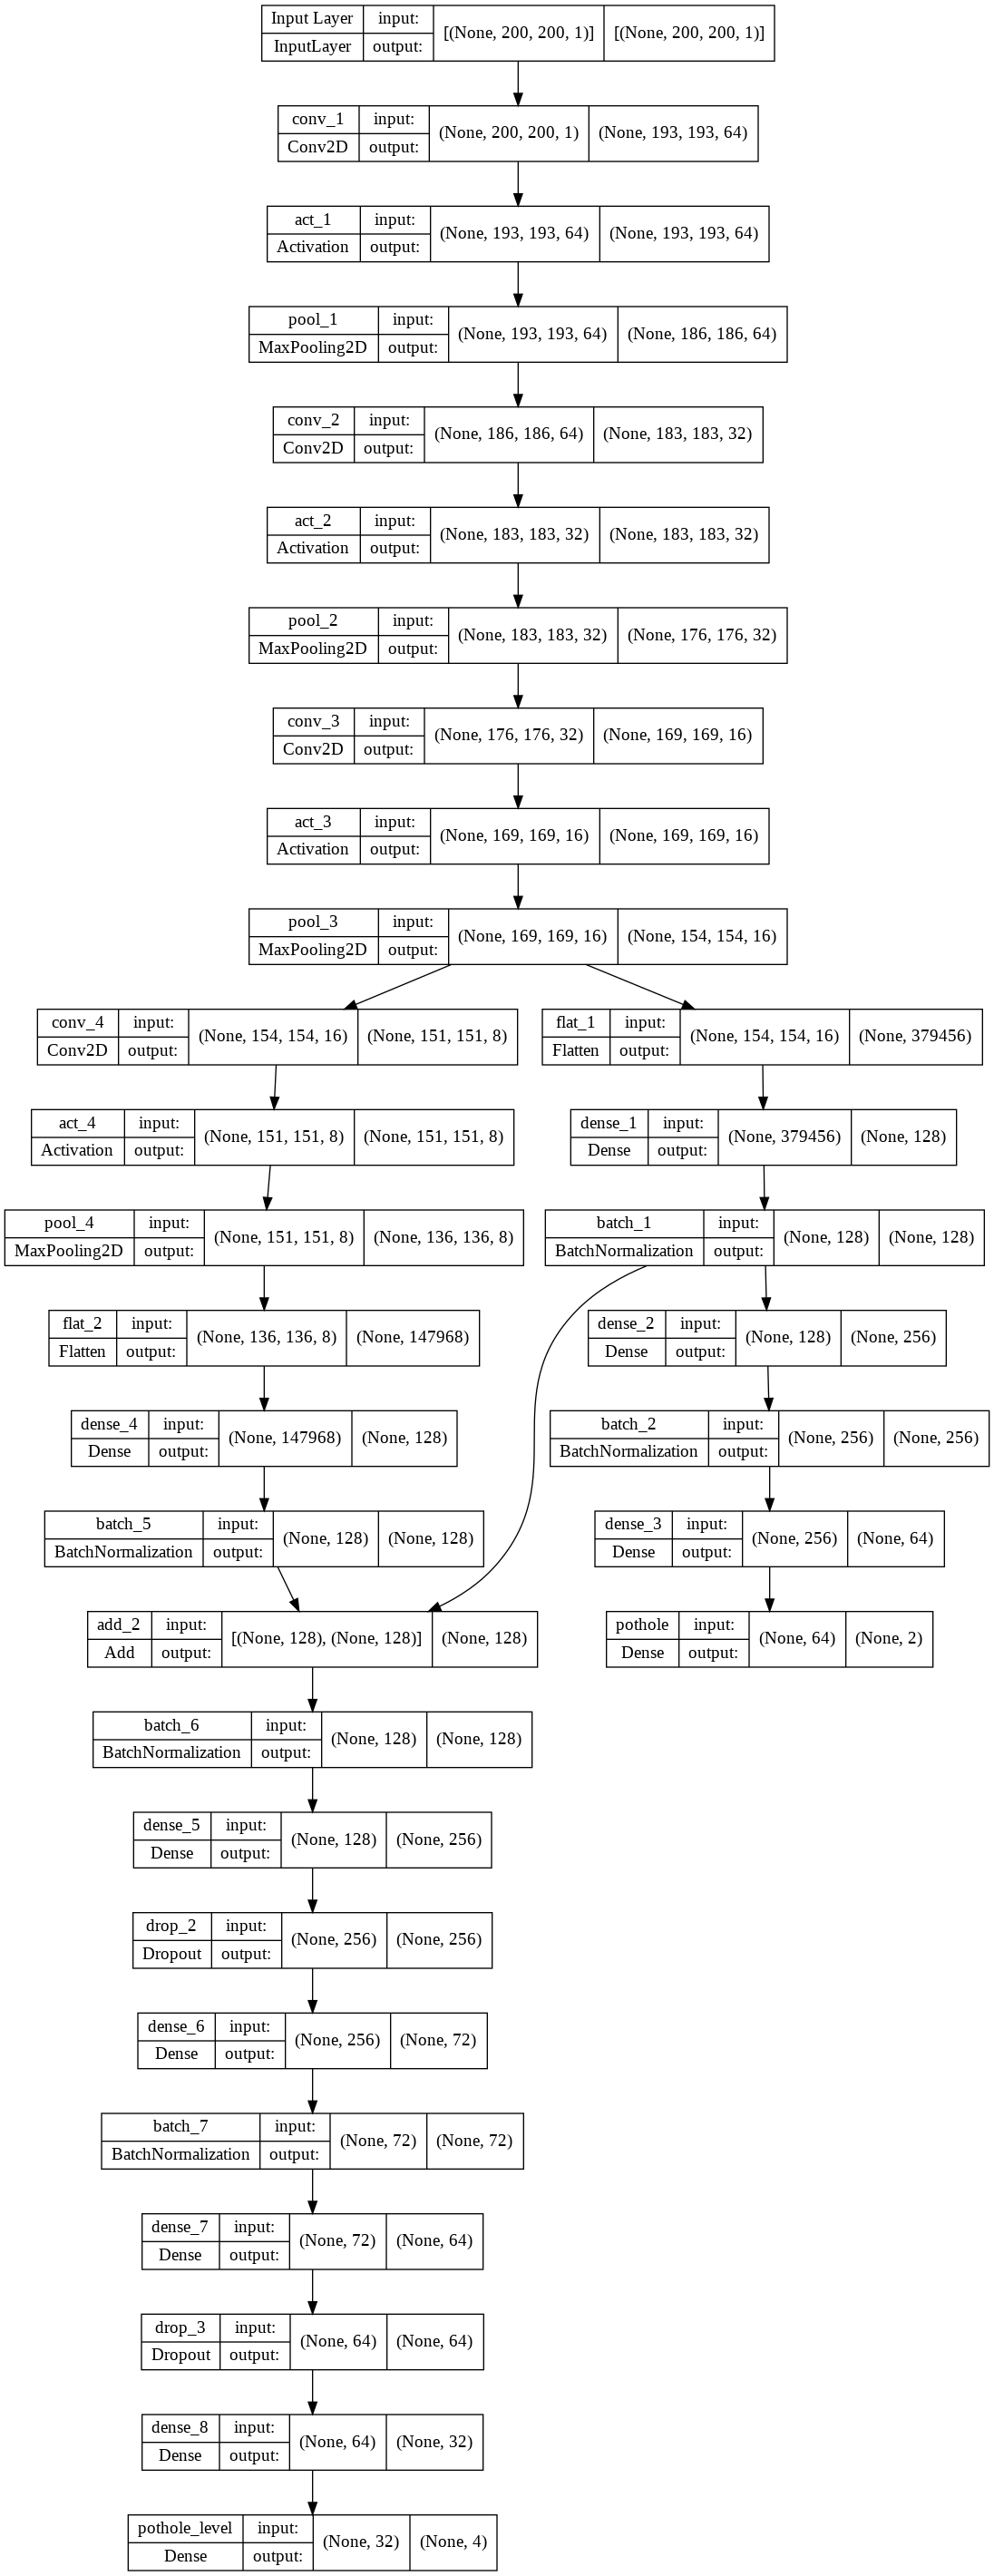 Input Layer input: [(None, 200, 200, 1)] [(None, 200, 200, 1)]
InputLayer output:
conv_1 input: (None, 200, 200, 1) (None, 193, 193, 64)
Conv2D output:
act_1 input: (None, 193, 193, 64) (None, 193, 193, 64)
Activation output:
pool_1 input: (None, 193, 193, 64) (None, 186, 186, 64)
MaxPooling2D output:
conv_2 input: (None, 186, 186, 64) (None, 183, 183, 32)
Conv2D output:
act_2 input: (None, 183, 183, 32) (None, 183, 183, 32)
Activation output:
pool_2 input: (None, 183, 183, 32) (None, 176, 176, 32)
MaxPooling2D output:
conv_3 input: (None, 176, 176, 32) (None, 169, 169, 16)
Conv2D output:
act_3 input: (None, 169, 169, 16) (None, 169, 169, 16)
Activation output:
pool_3 input: (None, 169, 169, 16) (None, 154, 154, 16)
MaxPooling2D output:
conv_4 input: (None, 154, 154, 16) (None, 151, 151, 8)
Conv2D output:
flat_1 input: (None, 154, 154, 16) (None, 379456)
Flatten output:
act_4 input: (None, 151, 151, 8) (None, 151, 151, 8)
Activation output:
dense_1 input: (None, 379456) (None, 128)
Dense output:
pool_4 input: (None, 151, 151, 8) (None, 136, 136, 8)
MaxPooling2D output:
batch_1 input: (None, 128) (None, 128)
BatchNormalization output:
flat_2 input: (None, 136, 136, 8) (None, 147968)
Flatten output:
dense_2 input: (None, 128) (None, 256)
Dense output:
dense_4 input: (None, 147968) (None, 128)
Dense output:
batch_2 input: (None, 256) (None, 256)
BatchNormalization output:
batch_5 input: (None, 128) (None, 128)
BatchNormalization output:
dense_3 input: (None, 256) (None, 64)
Dense output:
add_2 input: [(None, 128), (None, 128)] (None, 128)
Add output:
pothole input: (None, 64) (None, 2)
Dense output:
batch_6 input: (None, 128) (None, 128)
BatchNormalization output:
dense_5 input: (None, 128) (None, 256)
Dense output:
drop_2 input: (None, 256) (None, 256)
Dropout output:
dense_6 input: (None, 256) (None, 72)
Dense output:
batch_7 input: (None, 72) (None, 72)
BatchNormalization output:
dense_7 input: (None, 72) (None, 64)
Dense output:
drop_3 input: (None, 64) (None, 64)
Dropout output:
dense_8 input: (None, 64) (None, 32)
Dense output:
pothole_level input: (None, 32) (None, 4)
Dense output: